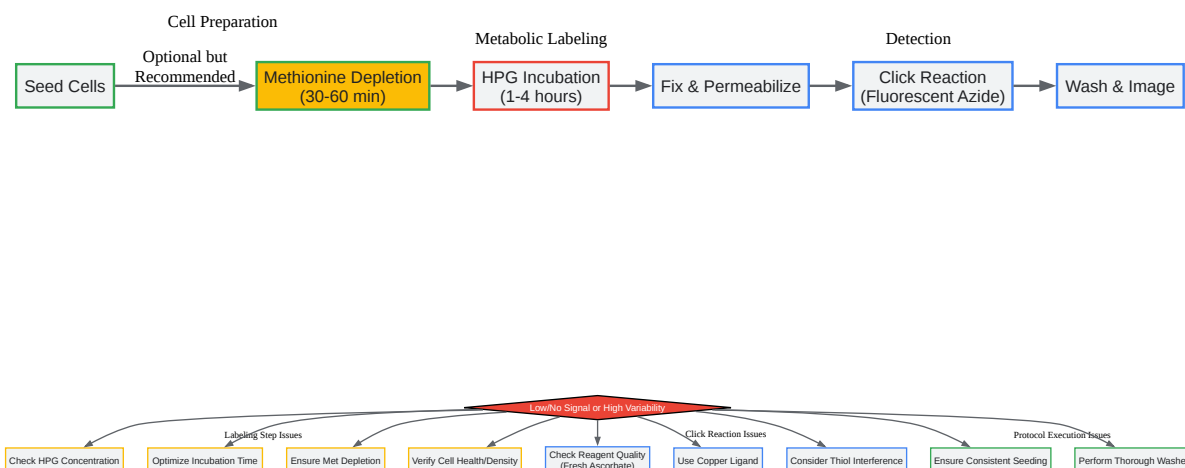 Cell Preparation
Metabolic Labeling
Detection
Optional but
Recommended
Seed Cells
Methionine Depletion
(30-60 min)
HPG Incubation
(1-4 hours)
Fix & Permeabilize
Click Reaction
(Fluorescent Azide)
Wash & Image
Low/No Signal or High Variability
Labeling Step Issues
Click Reaction Issues
Protocol Execution Issues
Check HPG Concentration
Optimize Incubation Time
Ensure Met Depletion
Verify Cell Health/Density
Check Reagent Quality
(Fresh Ascorbate)
Use Copper Ligand
Consider Thiol Interference
Ensure Consistent Seeding
Perform Thorough Washe